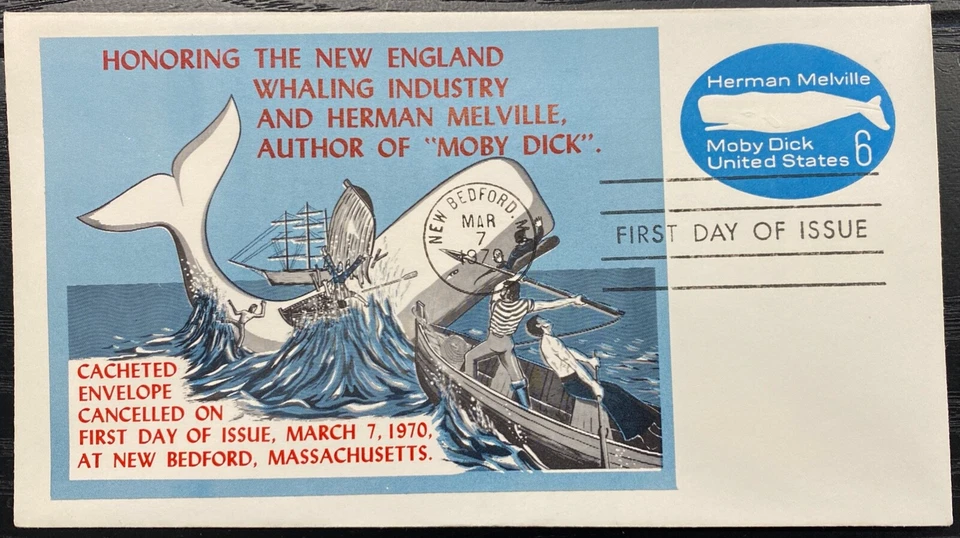 HONORING THE NEW ENGLAND
WHALING INDUSTRY
AND HERMAN MELVILLE,
AUTHOR OF "MOBY DICK".
Herman Melville
Moby Dick
United States 6
NEW BEDFORD,
MAR
7
1970
FIRST DAY OF ISSUE
CACHETED
ENVELOPE
CANCELLED ON
FIRST DAY OF ISSUE, MARCH 7, 1970,
AT NEW BEDFORD, MASSACHUSETTS.